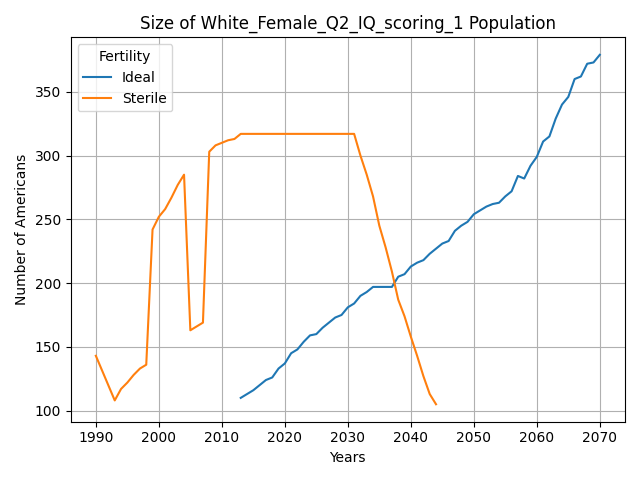 Size of White_Female_Q2_IQ_scoring_1 Population
Fertility
Ideal
Sterile
Number of Americans
350
300
250
200
150
100
1990 2000 2010 2020 2030 2040 2050 2060 2070
Years